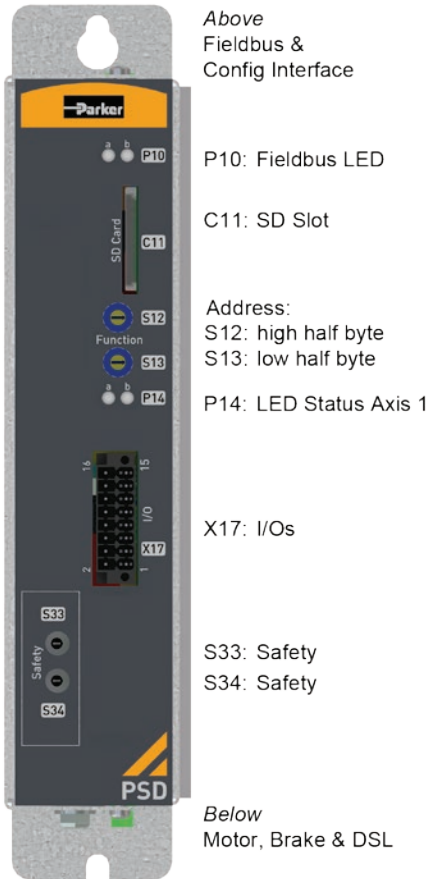 Above
Fieldbus &
Config Interface
Parker
a b P10
P10: Fieldbus LED
SD Card
C11
C11: SD Slot
S12
Function
S13
Address:
S12: high half byte
S13: low half byte
a b P14
P14: LED Status Axis 1
16 15
I/O
X17
2 1
X17: I/Os
S33
Safety
S34
S33: Safety
S34: Safety
PSD
Below
Motor, Brake & DSL